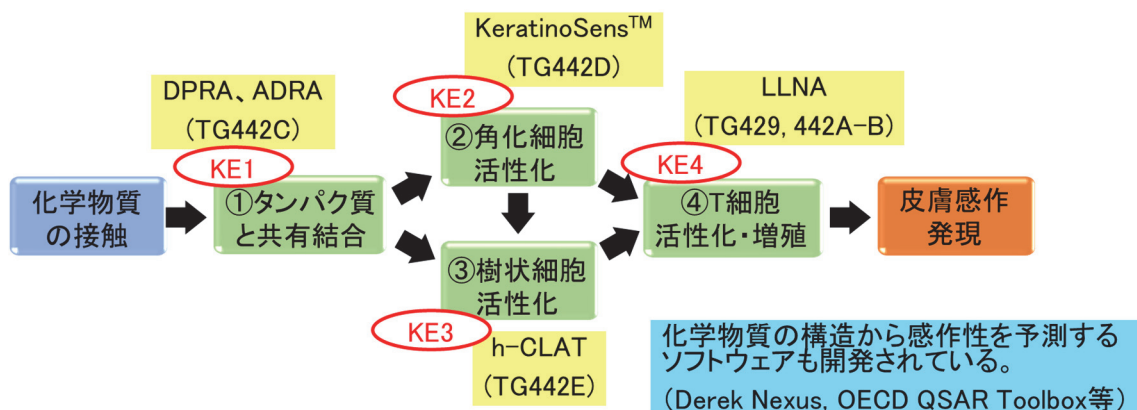 KeratinoSens™
(TG442D)
DPRA、ADRA
(TG442C)
LLNA
(TG429, 442A-B)
KE1
KE2
KE4
化学物質
の接触
①タンパク質
と共有結合
②角化細胞
活性化
④T細胞
活性化・増殖
皮膚感作
発現
③樹状細胞
活性化
KE3
h-CLAT
(TG442E)
化学物質の構造から感作性を予測する
ソフトウェアも開発されている。
(Derek Nexus, OECD QSAR Toolbox等)